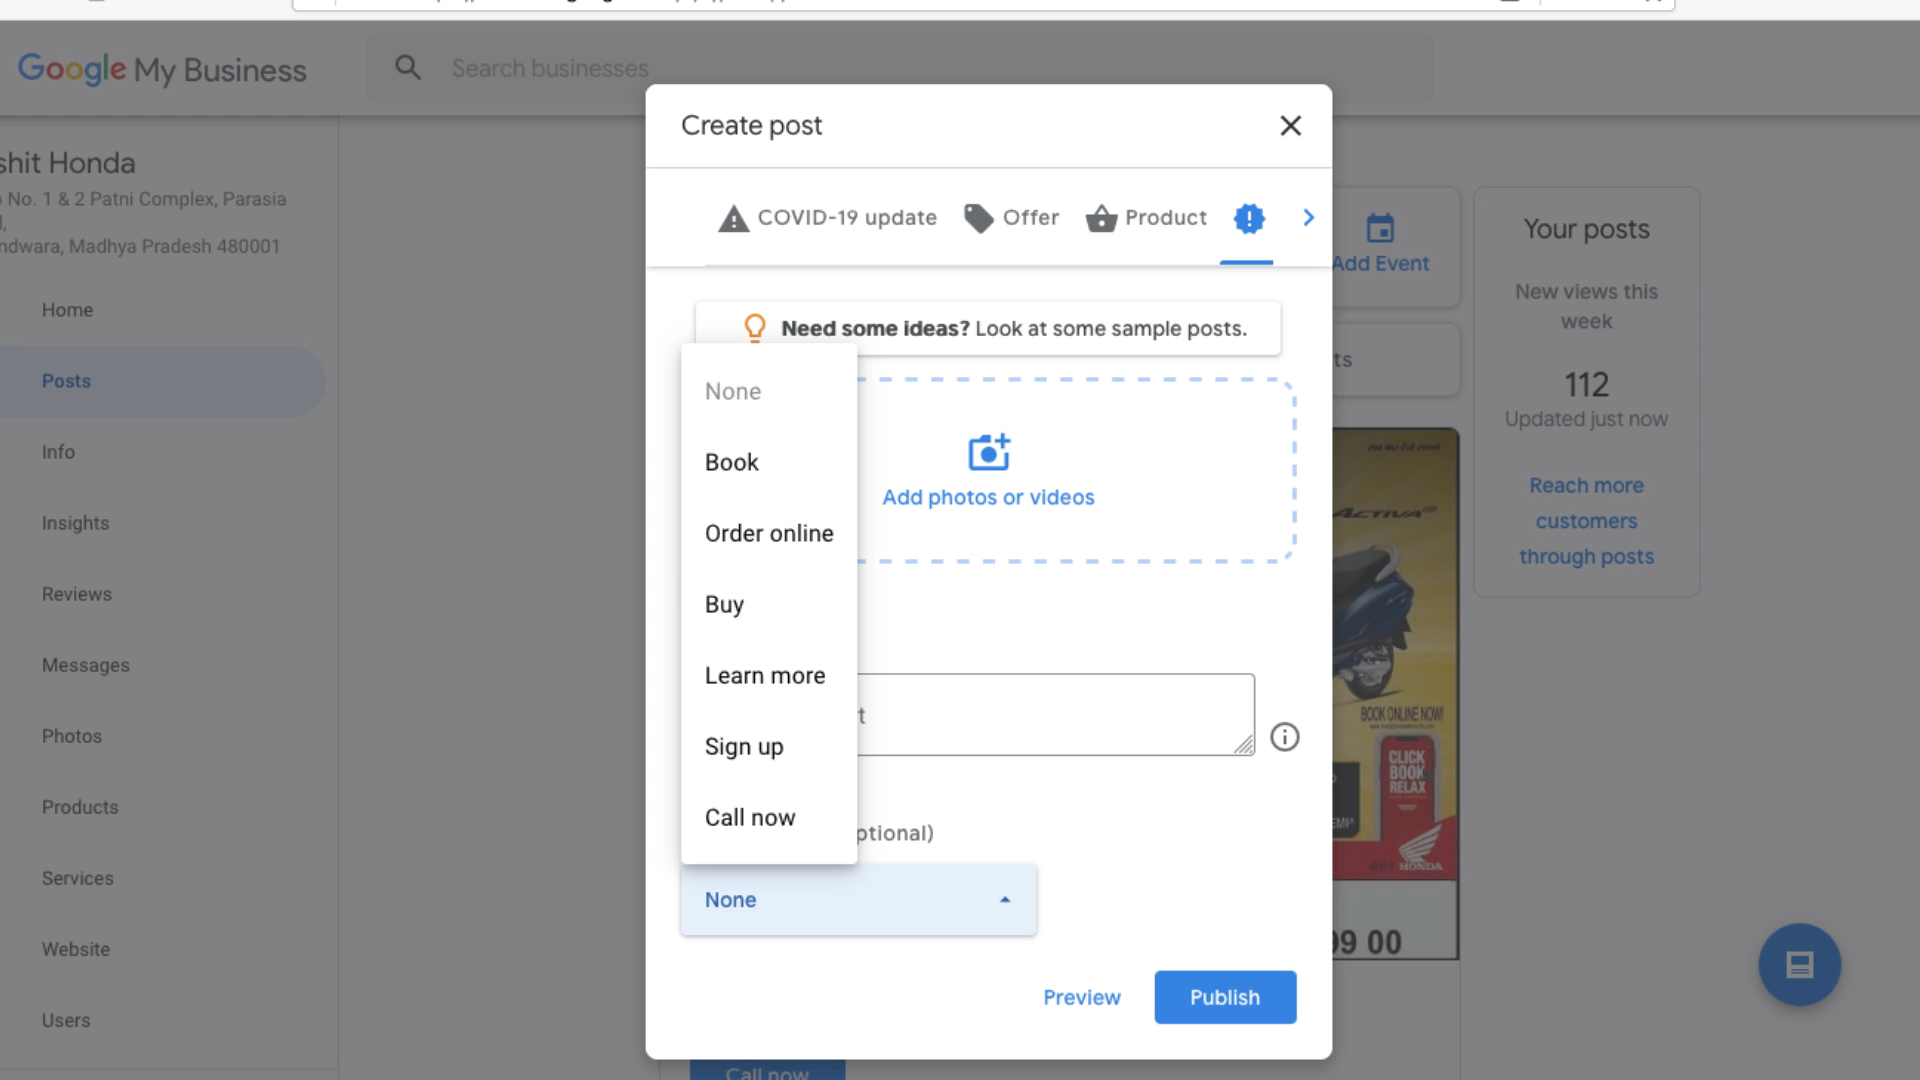 Google My Business
Search businesses
shit Honda
No. 1 & 2 Patni Complex, Parasia
ndwara, Madhya Pradesh 480001
Home
Posts
Info
Insights
Reviews
Messages
Photos
Products
Services
Website
Users
Create post
COVID-19 update
Offer
Product
Need some ideas? Look at some sample posts.
None
Book
Order online
Buy
Learn more
Sign up
Call now
Add photos or videos
t
ptional)
None
Preview
Publish
Call now
Add Event
ts
ACTIVA
BOOK ONLINE NOW!
CLICK
BOOK
RELAX
HONDA
99 00
Your posts
New views this
week
112
Updated just now
Reach more
customers
through posts